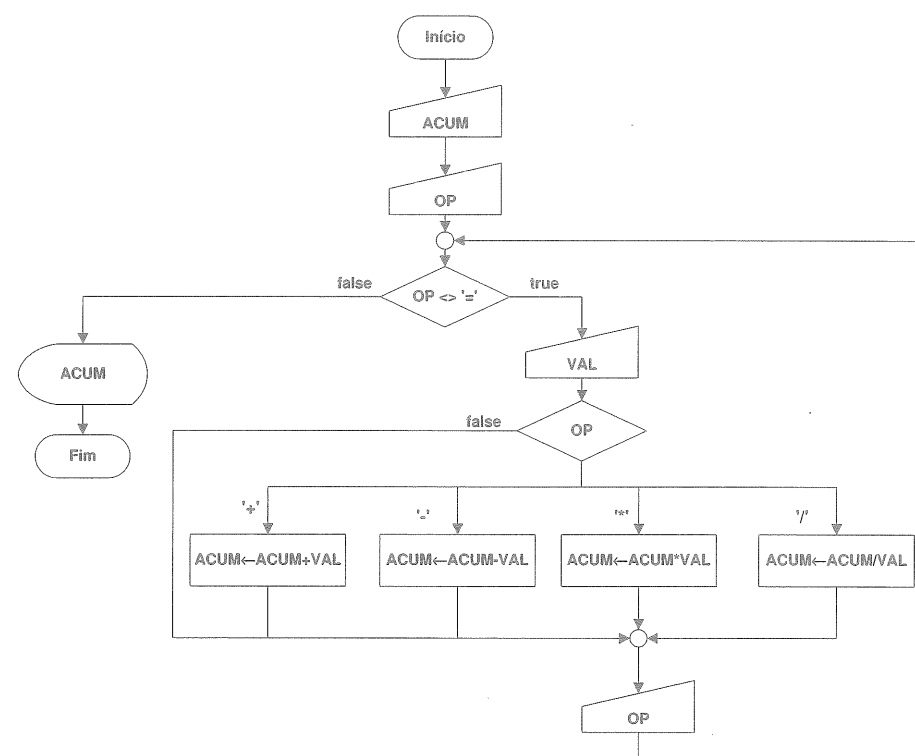 Início
ACUM
OP
false
OP <> '='
true
VAL
ACUM
false
OP
Fim
'+'
'-'
'*'
'/'
ACUM←ACUM+VAL
ACUM←ACUM-VAL
ACUM←ACUM*VAL
ACUM←ACUM/VAL
OP